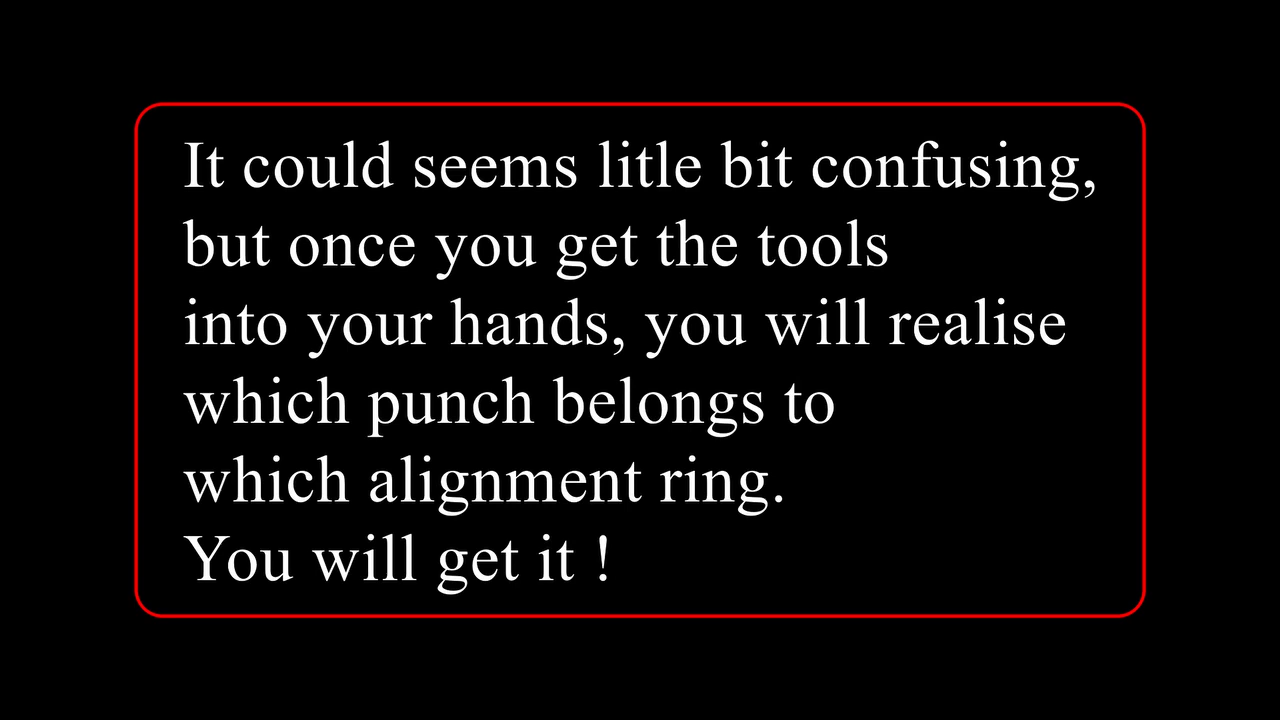 It could seems litle bit confusing,
but once you get the tools
into your hands, you will realise
which punch belongs to
which alignment ring.
You will get it !